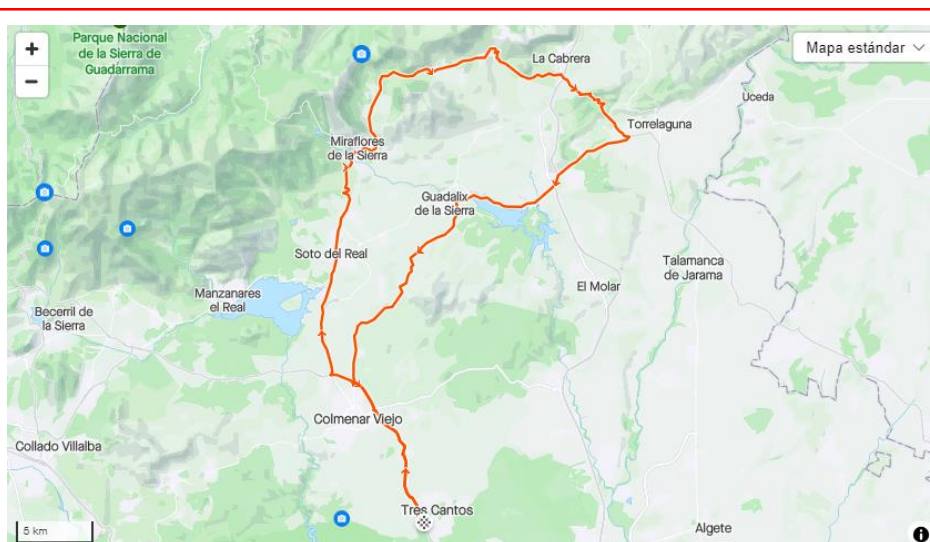 Parque Nacional
de la Sierra de
Guadarrama
+
−
Mapa estándar
La Cabrera
Uceda
Torrelaguna
Miraflores
de la Sierra
Guadalix
de la Sierra
Soto del Real
Talamanca
de Jarama
Manzanares
el Real
El Molar
Becerril de
la Sierra
Colmenar Viejo
Collado Villalba
Tres Cantos
5 km
Algete
i